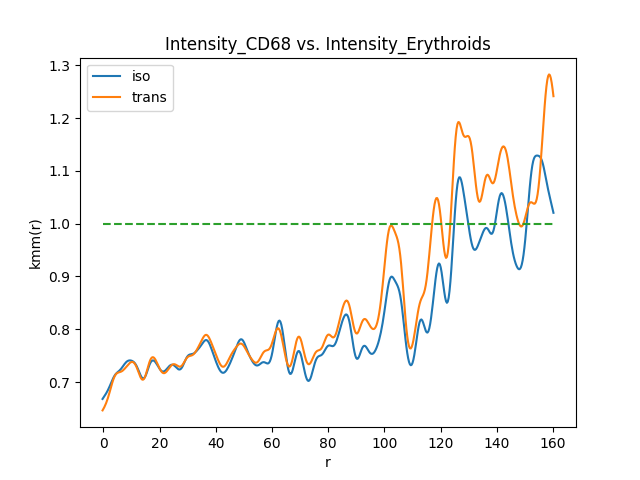 Intensity_CD68 vs. Intensity_Erythroids
iso
trans
1.3
1.2
1.1
1.0
0.9
0.8
0.7
kmm(r)
0 20 40 60 80 100 120 140 160
r